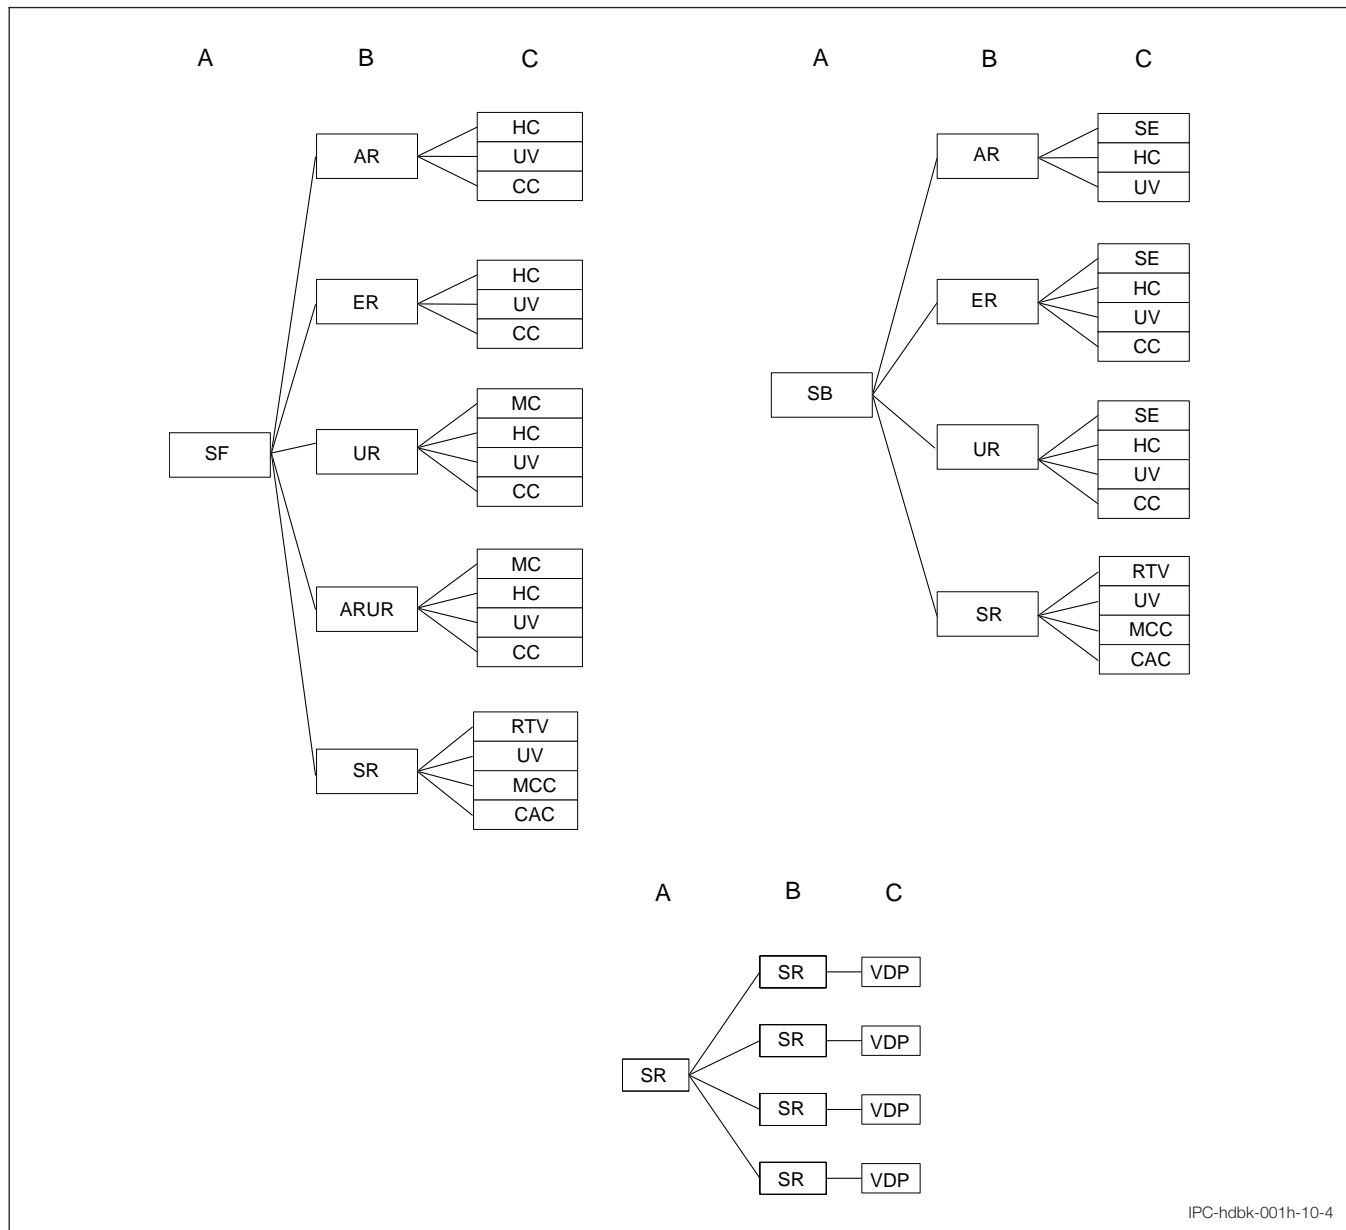 A B C
AR
HC
UV
CC
ER
HC
UV
CC
SF
UR
MC
HC
UV
CC
ARUR
MC
HC
UV
CC
SR
RTV
UV
MCC
CAC
A B C
AR
SE
HC
UV
ER
SE
HC
UV
CC
SB
UR
SE
HC
UV
CC
SR
RTV
UV
MCC
CAC
A B C
SR
SR VDP
SR VDP
SR VDP
SR VDP
IPC-hdbk-001h-10-4